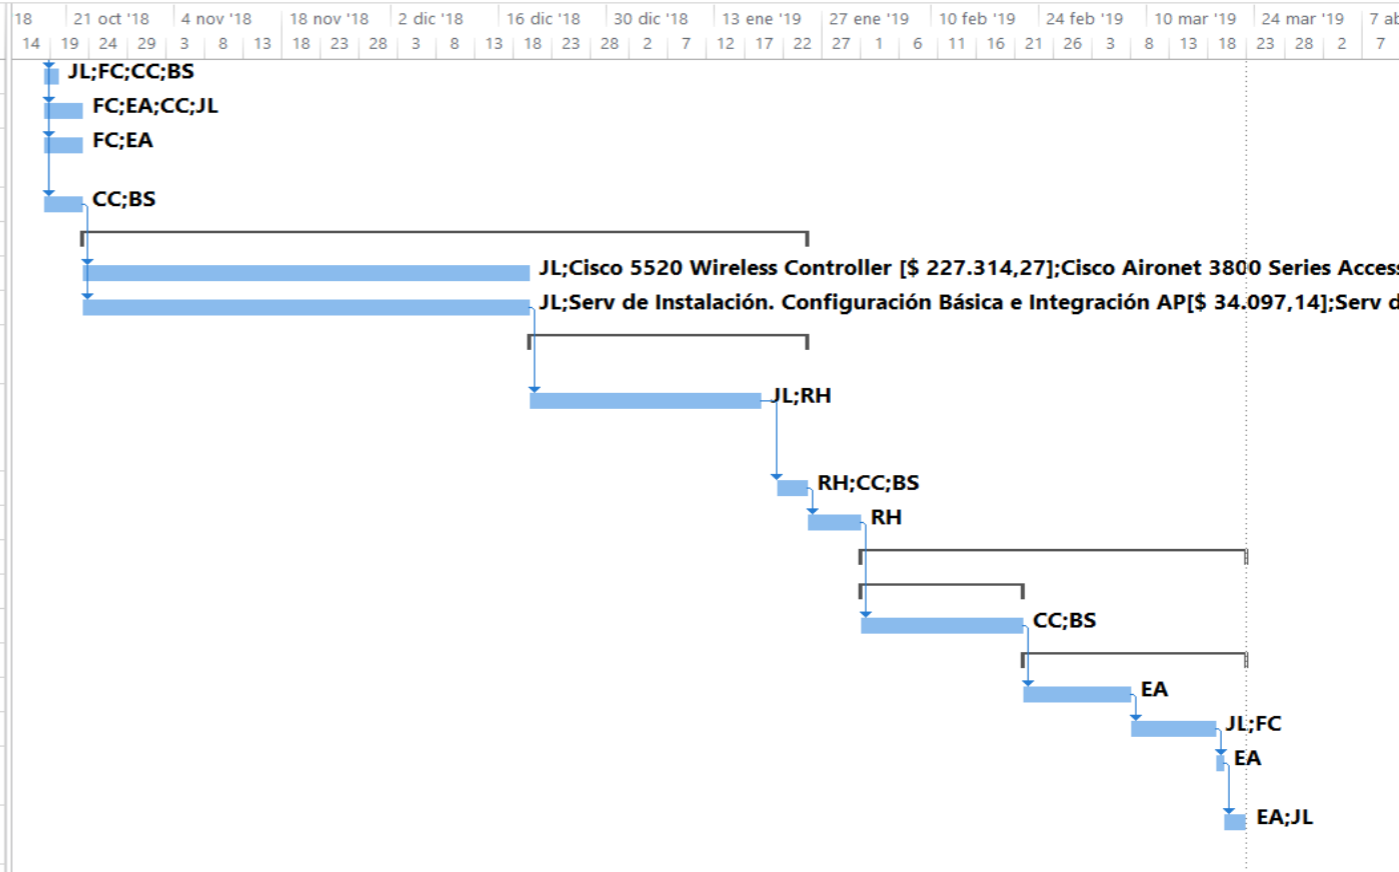 18 21 oct '18 4 nov '18 18 nov '18 2 dic '18 16 dic '18 30 dic '18 13 ene '19 27 ene '19 10 feb '19 24 feb '19 10 mar '19 24 mar '19 7 ab
14 19 24 29 3 8 13 18 23 28 3 8 13 18 23 28 2 7 12 17 22 27 1 6 11 16 21 26 3 8 13 18 23 28 2 7
JL;FC;CC;BS
FC;EA;CC;JL
FC;EA
CC;BS
JL;Cisco 5520 Wireless Controller [$ 227.314,27];Cisco Aironet 3800 Series Access
JL;Serv de Instalación. Configuración Básica e Integración AP[$ 34.097,14];Serv d
JL;RH
RH;CC;BS
RH
CC;BS
EA
JL;FC
EA
EA;JL